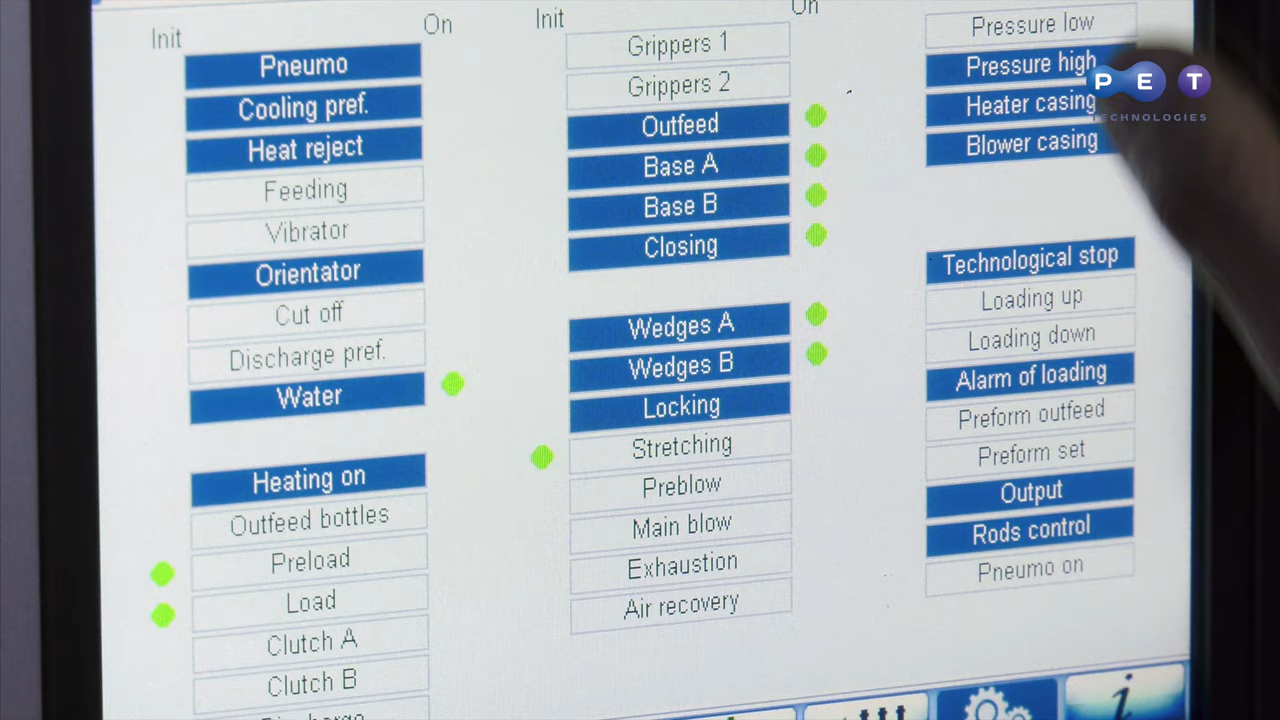 Init
On
Pneumo
Cooling pref.
Heat reject
Feeding
Vibrator
Orientator
Cut off
Discharge pref.
Water
Heating on
Outfeed bottles
Preload
Load
Clutch A
Clutch B
Discharge
Init
On
Grippers 1
Grippers 2
Outfeed
Base A
Base B
Closing
Wedges A
Wedges B
Locking
Stretching
Preblow
Main blow
Exhaustion
Air recovery
Pressure low
Pressure high
Heater casing
Blower casing
Technological stop
Loading up
Loading down
Alarm of loading
Preform outfeed
Preform set
Output
Rods control
Pneumo on
i
PET
TECHNOLOGIES